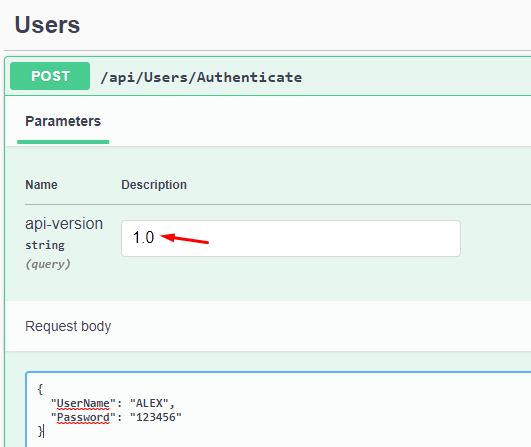 Users
POST /api/Users/Authenticate
Parameters
Name Description
api-version
string
(query)
1.0
Request body
{
"UserName": "ALEX",
"Password": "123456"
}